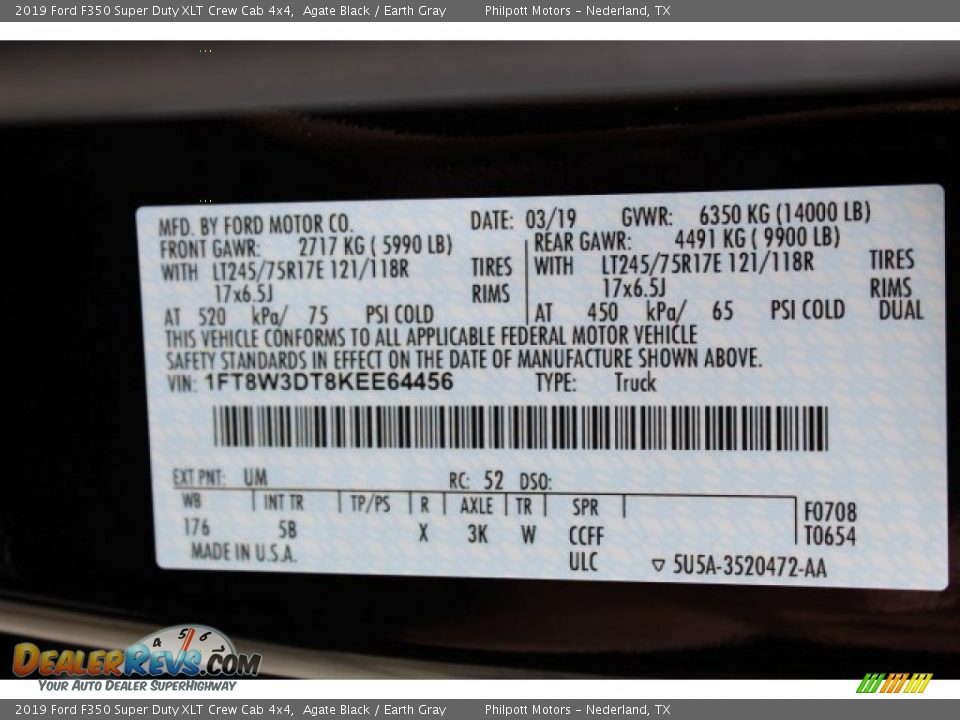 2019 Ford F350 Super Duty XLT Crew Cab 4x4, Agate Black / Earth Gray Philpott Motors - Nederland, TX
MFD. BY FORD MOTOR CO. DATE: 03/19 GVWR: 6350 KG (14000 LB)
FRONT GAWR: 2717 KG ( 5990 LB) REAR GAWR: 4491 KG ( 9900 LB)
WITH LT245/75R17E 121/118R TIRES WITH LT245/75R17E 121/118R TIRES
17x6.5J RIMS 17x6.5J RIMS
AT 520 kPa/ 75 PSI COLD AT 450 kPa/ 65 PSI COLD DUAL
THIS VEHICLE CONFORMS TO ALL APPLICABLE FEDERAL MOTOR VEHICLE
SAFETY STANDARDS IN EFFECT ON THE DATE OF MANUFACTURE SHOWN ABOVE.
VIN: 1FT8W3DT8KEE64456 TYPE: Truck
EXT PNT: UM RC: 52 DSO:
WB INT TR TP/PS R AXLE TR SPR F0708
176 5B X 3K W CCFF T0654
MADE IN U.S.A. ULC ▽ 5U5A-3520472-AA
4 5 6
DealerRevs.com
Your Auto Dealer SuperHighway
2019 Ford F350 Super Duty XLT Crew Cab 4x4, Agate Black / Earth Gray Philpott Motors - Nederland, TX